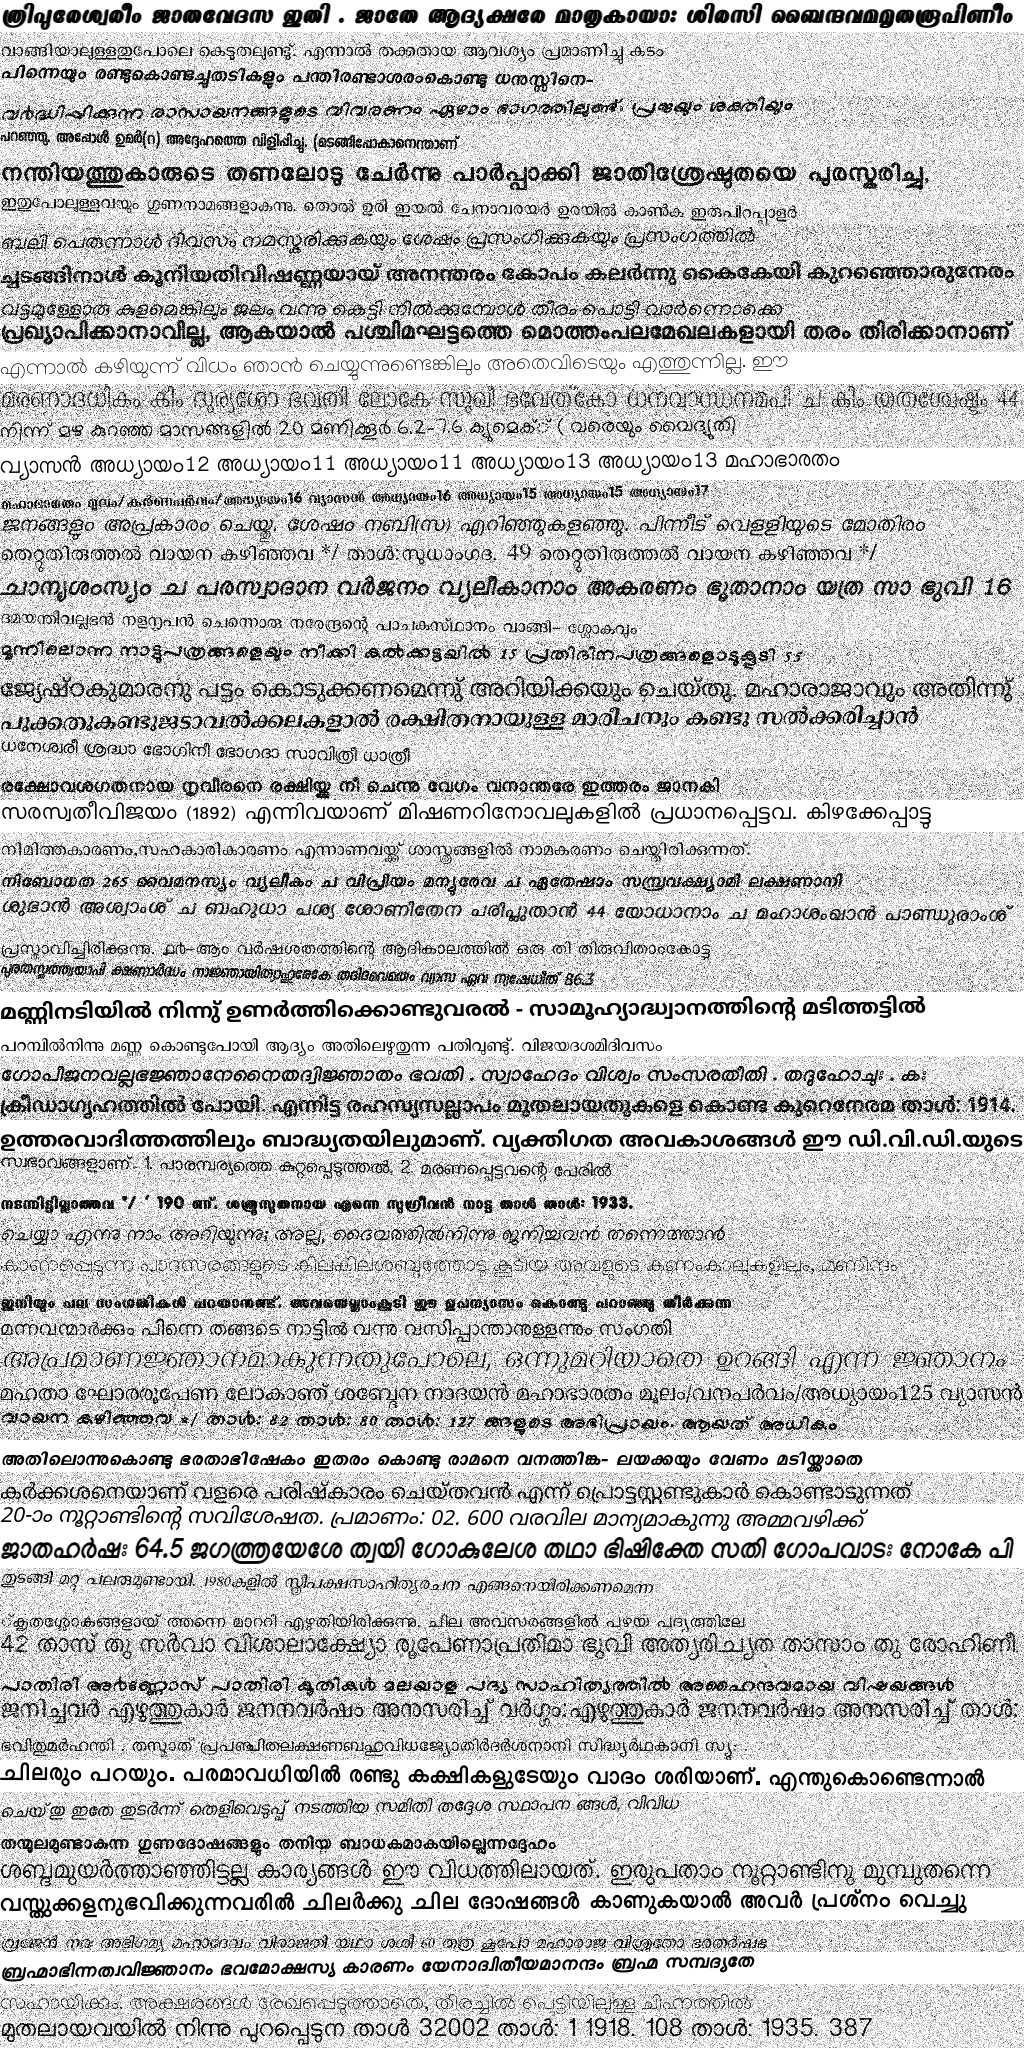 ത്രിപുരേശ്വരീം ജാതവേദസ ഇതി . ജാതേ ആദ്യക്ഷരേ മാതൃകായാഃ ശിരസി ബൈന്ദവമമൃതരൂപിണീം
വാങ്ങിയാലുള്ളതുപോലെ കെടുതലുണ്ടു്. എന്നാൽ തക്കതായ ആവശ്യം പ്രമാണിച്ചു കടം
പിന്നെയും രണ്ടുകൊണ്ടച്ചുതടികളും പന്തിരണ്ടാശരംകൊണ്ടു ധനുസ്സിനെ-
വർദ്ധിപ്പിക്കുന്ന രാസായനങ്ങളുടെ വിവരണം ഏഴാം ഭാഗത്തിലുണ്ട്. പ്രജ്ഞയും ശക്തിയും
പറഞ്ഞു. അപ്പോൾ ഉമർ(റ) അദ്ദേഹത്തെ വിളിപ്പിച്ചു. (മടങ്ങിപ്പോകാനെന്താണ്
നന്തിയത്തുകാരുടെ തണലോടു ചേർന്നു പാർപ്പാക്കി ജാതിശ്രേഷ്ഠതയെ പുരസ്കരിച്ചു,
ഇതുപോലുള്ളവയും ഗുണനാമങ്ങളാകുന്നു. തൊൽ ഉരി ഇയൽ ചേനാവരയർ ഉരയിൽ കാൺക ഇരുപിറപ്പാളർ
ബലി പെരുന്നാൾ ദിവസം നമസ്കരിക്കുകയും ശേഷം പ്രസംഗിക്കുകയും പ്രസംഗത്തിൽ
ച്ചടങ്ങിനാൾ കൂനിയതിവിഷണ്ണയായ് അനന്തരം കോപം കലർന്നു കൈകേയി കുറഞ്ഞൊരുനേരം
വട്ടമുള്ളോരു കുളമെങ്കിലും ജലം വന്നു കെട്ടി നിൽക്കുമ്പോൾ തീരം പൊട്ടി വാർന്നൊക്കെ
പ്രഖ്യാപിക്കാനാവില്ല, ആകയാൽ പശ്ചിമഘട്ടത്തെ മൊത്തംപലമേഖലകളായി തരം തിരിക്കാനാണ്
എന്നാൽ കഴിയുന്ന് വിധം ഞാൻ ചെയ്യുന്നുണ്ടെങ്കിലും അതെവിടെയും എത്തുന്നില്ല. ഈ
മരണാദധികം കിം സൂര്യശോ ഭവതി ലോകേ സുഖീ ഭവേത്കോ ധനവാന്ധനമപി ച കിം യതശ്ചേഷ്ടം 44
നിന്ന് മഴ കുറഞ്ഞ മാസങ്ങളിൽ 20 മണിക്കൂർ 6.2-7.6 ക്യുമെക്് ( വരെയും വൈദ്യുതി
വ്യാസൻ അധ്യായം12 അധ്യായം11 അധ്യായം11 അധ്യായം13 അധ്യായം13 മഹാഭാരതം
മഹാഭാരതം മൂലം/കർണപർവം/അധ്യായം16 വ്യാസൻ അധ്യായം16 അധ്യായം15 അധ്യായം15 അധ്യായം17
ജനങ്ങളും അപ്രകാരം ചെയ്തു. ശേഷം നബി(സ) എറിഞ്ഞുകളഞ്ഞു. പിന്നീട് വെളളിയുടെ മോതിരം
തെറ്റുതിരുത്തൽ വായന കഴിഞ്ഞവ */ താൾ:സുധാംഗദ. 49 തെറ്റുതിരുത്തൽ വായന കഴിഞ്ഞവ */
ചാനൃശംസ്യം ച പരസ്വാദാന വർജനം വ്യലീകാനാം അകരണം ഭൂതാനാം യത്ര സാ ഭുവി 16
ദമയന്തിവല്ലഭൻ നളനൃപൻ ചെന്നൊരു നരേന്ദ്രന്റെ പാചകസ്ഥാനം വാങ്ങി- ശ്ലോകവും
മൂന്നിലൊന്ന നാട്ടുപത്രങ്ങളെയും നീക്കി കൽക്കട്ടയിൽ 15 പ്രതിദിനപത്രങ്ങളൊടുകൂടി 55
ജ്യേഷ്ഠകുമാരനു പട്ടം കൊടുക്കണമെന്നു് അറിയിക്കയും ചെയ്തു. മഹാരാജാവും അതിന്നു്
പുക്കതുകണ്ടുജടാവൽക്കലകളാൽ രക്ഷിതനായുള്ള മാരിചനും കണ്ടു സൽക്കരിച്ചാൻ
ധനേശ്വരീ ശ്രദ്ധാ ഭോഗിനീ ഭോഗദാ സാവിത്രീ ധാത്രീ
രക്ഷോവശഗതനായ നൃവീരനെ രക്ഷിയ്ക്ക നീ ചെന്നു വേഗം വനാന്തരേ ഇത്തരം ജാനകി
സരസ്വതീവിജയം (1892) എന്നിവയാണ് മിഷണറിനോവലുകളിൽ പ്രധാനപ്പെട്ടവ. കിഴക്കേപ്പാട്ടു
നിമിത്തകാരണം,സഹകാരികാരണം എന്നാണവയ്ക്ക് ശാസ്ത്രങ്ങളിൽ നാമകരണം ചെയ്തിരിക്കുന്നത്.
നിബോധത 265 വൈമനസ്യം വ്യലീകം ച വിപ്രിയം മന്യുരേവ ച ഏതേഷാം സമ്പ്രവക്ഷ്യാമി ലക്ഷണാനി
ശുഭാൻ അശ്വാംശ് ച ബഹുധാ പശ്യ ശോണിതേന പരിപ്ലുതാൻ 44 യോധാനാം ച മഹാശംഖാൻ പാണ്ഡുരാംശ്
പ്രസ്താവിച്ചിരിക്കുന്നു. ൧൮-ആം വർഷശതത്തിന്റെ ആദികാലത്തിൽ ഒരു തി തിരുവിതാംകോട്ടു
ക്ഷണാർദ്ധം വ്യാസ ഏവ 86.3
മണ്ണിനടിയിൽ നിന്നു് ഉണർത്തിക്കൊണ്ടുവരൽ - സാമൂഹ്യാദ്ധ്വാനത്തിന്റെ മടിത്തട്ടിൽ
പറമ്പിൽനിന്നു മണ്ണു കൊണ്ടുപോയി ആദ്യം അതിലെഴുതുന്ന പതിവുണ്ടു്. വിജയദശമിദിവസം
ഗോപീജനവല്ലഭജ്ഞാനേനൈതദ്വിജ്ഞാതം ഭവതി . സ്വാഹേദം വിശ്വം സംസരതീതി . തദുഹോചുഃ . കഃ
ക്രീഡാഗൃഹത്തിൽ പോയി. എന്നിട്ട രഹസ്യസല്ലാപം മുതലായതുകളെ കൊണ്ട കുറെനേരമ താൾ: 1914.
ഉത്തരവാദിത്തത്തിലും ബാദ്ധ്യതയിലുമാണ്. വ്യക്തിഗത അവകാശങ്ങൾ ഈ ഡി.വി.ഡി.യുടെ
സ്വഭാവങ്ങളാണ്. 1. പാരമ്പര്യത്തെ കുറ്റപ്പെടുത്തൽ. 2. മരണപ്പെട്ടവന്റെ പേരിൽ
നടന്നിട്ടില്ലാത്തവ "/ ‘ 190 ണ്. ശത്രുസുതനായ എന്നെ സുഗ്രീവൻ നാട്ടു താൾ താൾ: 1933.
ചെയ്യാ എന്നു നാം അറിയുന്നു; അല്ല, ദൈവത്തിൽനിന്നു ജനിച്ചവൻ തന്നെത്താൻ
കാണപ്പെടുന്ന പാദസരങ്ങളുടെ കിലുകിലശബ്ദത്തോടു കൂടിയ അവളുടെ കണംകാലുകളിലും, മണിനാദം
ഇനിയും പല സംഗതികൾ പറയാനുണ്ട്. അവയെല്ലാംകൂടി ഈ ഉപന്യാസം കൊണ്ടു പറഞ്ഞു തീർക്കുന്ന
മന്നവന്മാർക്കും പിന്നെ തങ്ങടെ നാട്ടിൽ വന്നു വസിപ്പാന്താനുള്ളന്നും സംഗതി
അപ്രമാണജ്ഞാനമാകുന്നതുപോലെ, ഒന്നുമറിയാതെ ഉറങ്ങി എന്ന ജ്ഞാനം
മഹതാ ഘോരരൂപേണ ലോകാഞ് ശബ്ദേന നാദയൻ മഹാഭാരതം മൂലം/വനപർവം/അധ്യായം125 വ്യാസൻ
വായന കഴിഞ്ഞവ */ താൾ: 82 താൾ: 80 താൾ: 127 ങ്ങളുടെ അഭിപ്രായം. ആയത് അധികം
അതിലൊന്നുകൊണ്ടു ഭരതാഭിഷേകം ഇതരം കൊണ്ടു രാമനെ വനത്തിങ്ക- ലയക്കയും വേണം മടിയ്ക്കാതെ
കർക്കശനെയാണ് വളരെ പരിഷ്കാരം ചെയ്തവൻ എന്ന് പ്രൊട്ടസ്റ്റണ്ടുകാർ കൊണ്ടാടുന്നത്
20-ാം നൂറ്റാണ്ടിന്റെ സവിശേഷത. പ്രമാണം: 02. 600 വരവില മാന്യമാകുന്നു അമ്മവഴിക്ക്
ജാതഹർഷഃ 64.5 ജഗത്ത്രയേശേ ത്വയി ഗോകുലേശ തഥാ ഭിഷിക്തേ സതി ഗോപവാടഃ നോകേ പി
തുടങ്ങി മറ്റു പലരുമുണ്ടായി. 1980കളിൽ സ്ത്രീപക്ഷസാഹിത്യരചന എങ്ങനെയിരിക്കണമെന്ന
്കൃതശ്ലോകങ്ങളായ് ത്തന്നെ മാററി എഴുതിയിരിക്കുന്നു. ചില അവസരങ്ങളിൽ പഴയ പദ്യത്തിലേ
42 താസ് തു സർവാ വിശാലാക്ഷ്യോ രൂപേണാപ്രതിമാ ഭുവി അത്യരിച്യത താസാം തു രോഹിണീ
പാതിരി അർണ്ണോസ് പാതിരി കൃതികൾ മലയാള പദ്യ സാഹിത്യത്തിൽ അഹൈന്ദവമായ വിഷയങ്ങൾ
ജനിച്ചവർ എഴുത്തുകാർ ജനനവർഷം അനുസരിച്ച് വർഗ്ഗം:എഴുത്തുകാർ ജനനവർഷം അനുസരിച്ച് താൾ:
ഭവിതുമർഹന്തി . തസ്മാത് പ്രപഞ്ചിതലക്ഷണബഹുവിധജ്യോതിർദർശനാനി സിദ്ധ്യർഥകാനി സ്യുഃ
ചിലരും പറയും. പരമാവധിയിൽ രണ്ടു കക്ഷികളുടേയും വാദം ശരിയാണ്. എന്തുകൊണ്ടെന്നാൽ
ചെയ്തു ഇതേ തുടർന്ന് തെളിവെടുപ്പ് നടത്തിയ സമിതി തദ്ദേശ സ്ഥാപന ങ്ങൾ, വിവിധ
തന്മൂലമുണ്ടാകുന്ന ഗുണദോഷങ്ങളും തനിയ്ക്കു ബാധകമാകയില്ലെന്നദ്ദേഹം
ശബ്ദമുയർത്താഞ്ഞിട്ടല്ല കാര്യങ്ങൾ ഈ വിധത്തിലായത്. ഇരുപതാം നൂറ്റാണ്ടിനു മുമ്പുതന്നെ
വസ്തുക്കളനുഭവിക്കുന്നവരിൽ ചിലർക്കു ചില ദോഷങ്ങൾ കാണുകയാൽ അവർ പ്രശ്നം വെച്ചു
വ്രജേൻ നരഃ അഭിഗമ്യ മഹാദേവം വിരാജതി യഥാ ശശീ 60 തത്ര കൂപോ മഹാരാജ വിശ്രുതോ ഭരതർഷഭ
ബ്രഹ്മാഭിന്നത്വവിജ്ഞാനം ഭവമോക്ഷസ്യ കാരണം യേനാദ്വിതീയമാനന്ദം ബ്രഹ്മ സമ്പദ്യതേ
സഹായിക്കും. അക്ഷരങ്ങൾ രേഖപ്പെടുത്താതെ, തിരച്ചിൽ പെട്ടിയിലുള്ള ചിഹ്നത്തിൽ
മുതലായവയിൽ നിന്നു പുറപ്പെടുന താൾ 32002 താൾ: 1 1918. 108 താൾ: 1935. 387